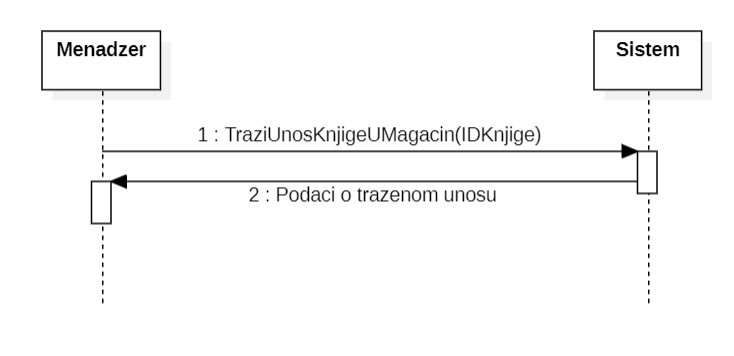 Menadzer
Sistem
1 : TraziUnosKnjigeUMagacin(IDKnjige)
2 : Podaci o trazenom unosu